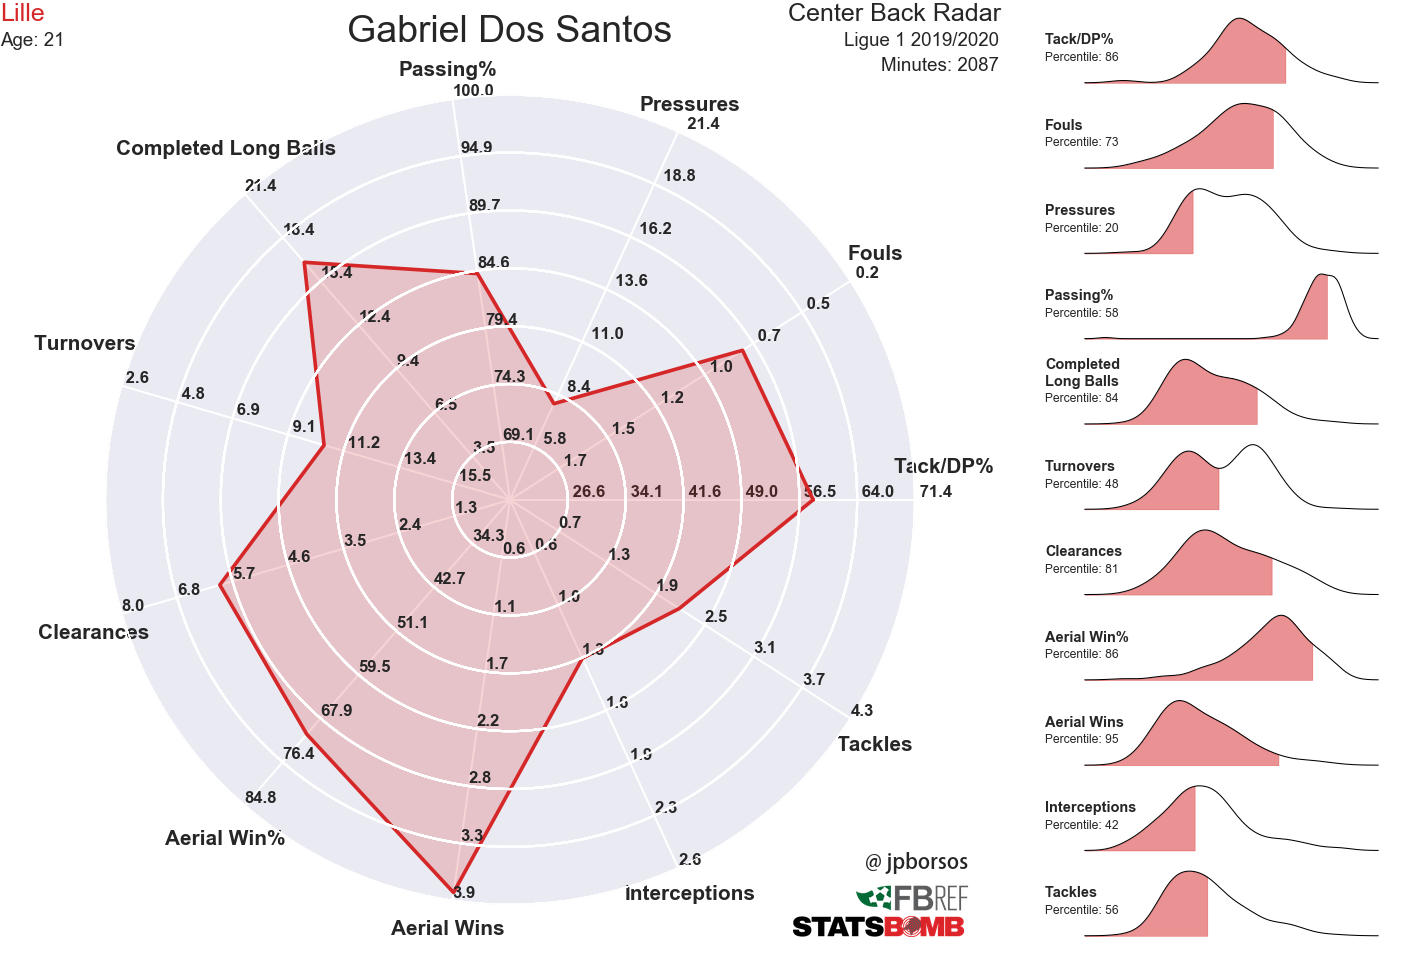 Lille
Age: 21
Gabriel Dos Santos
Center Back Radar
Ligue 1 2019/2020
Minutes: 2087
Passing%
100.0
94.9
89.7
84.6
79.4
74.3
69.1
Pressures
21.4
18.8
16.2
13.6
11.0
8.4
5.8
Fouls
0.2
0.5
0.7
1.0
1.2
1.5
1.7
Tack/DP%
26.6
34.1
41.6
49.0
56.5
64.0
71.4
Tackles
0.7
1.3
1.9
2.5
3.1
3.7
4.3
Interceptions
0.6
1.0
1.3
1.6
1.9
2.3
2.6
Aerial Wins
0.6
1.1
1.7
2.2
2.8
3.3
3.9
Aerial Win%
34.3
42.7
51.1
59.5
67.9
76.4
84.8
Clearances
1.3
2.4
3.5
4.6
5.7
6.8
8.0
Turnovers
2.6
4.8
6.9
9.1
11.2
13.4
15.5
Completed Long Balls
21.4
18.4
15.4
12.4
9.4
6.5
3.5
@ jpborsos
FBREF
STATSBOMB
Tack/DP%
Percentile: 86
Fouls
Percentile: 73
Pressures
Percentile: 20
Passing%
Percentile: 58
Completed
Long Balls
Percentile: 84
Turnovers
Percentile: 48
Clearances
Percentile: 81
Aerial Win%
Percentile: 86
Aerial Wins
Percentile: 95
Interceptions
Percentile: 42
Tackles
Percentile: 56